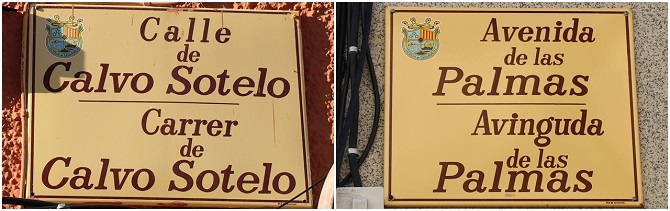 Calle
de
Calvo Sotelo
Carrer
de
Calvo Sotelo
Avenida
de las
Palmas
Avinguda
de las
Palmas